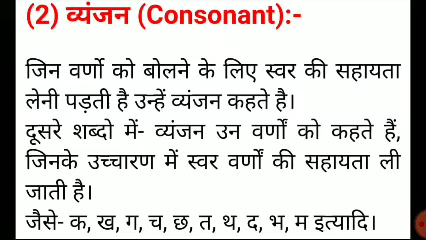 (2) व्यंजन (Consonant):-
जिन वर्णो को बोलने के लिए स्वर की सहायता
लेनी पड़ती है उन्हें व्यंजन कहते है।
दूसरे शब्दो में- व्यंजन उन वर्णों को कहते हैं,
जिनके उच्चारण में स्वर वर्णों की सहायता ली
जाती है।
जैसे- क, ख, ग, च, छ, त, थ, द, भ, म इत्यादि।